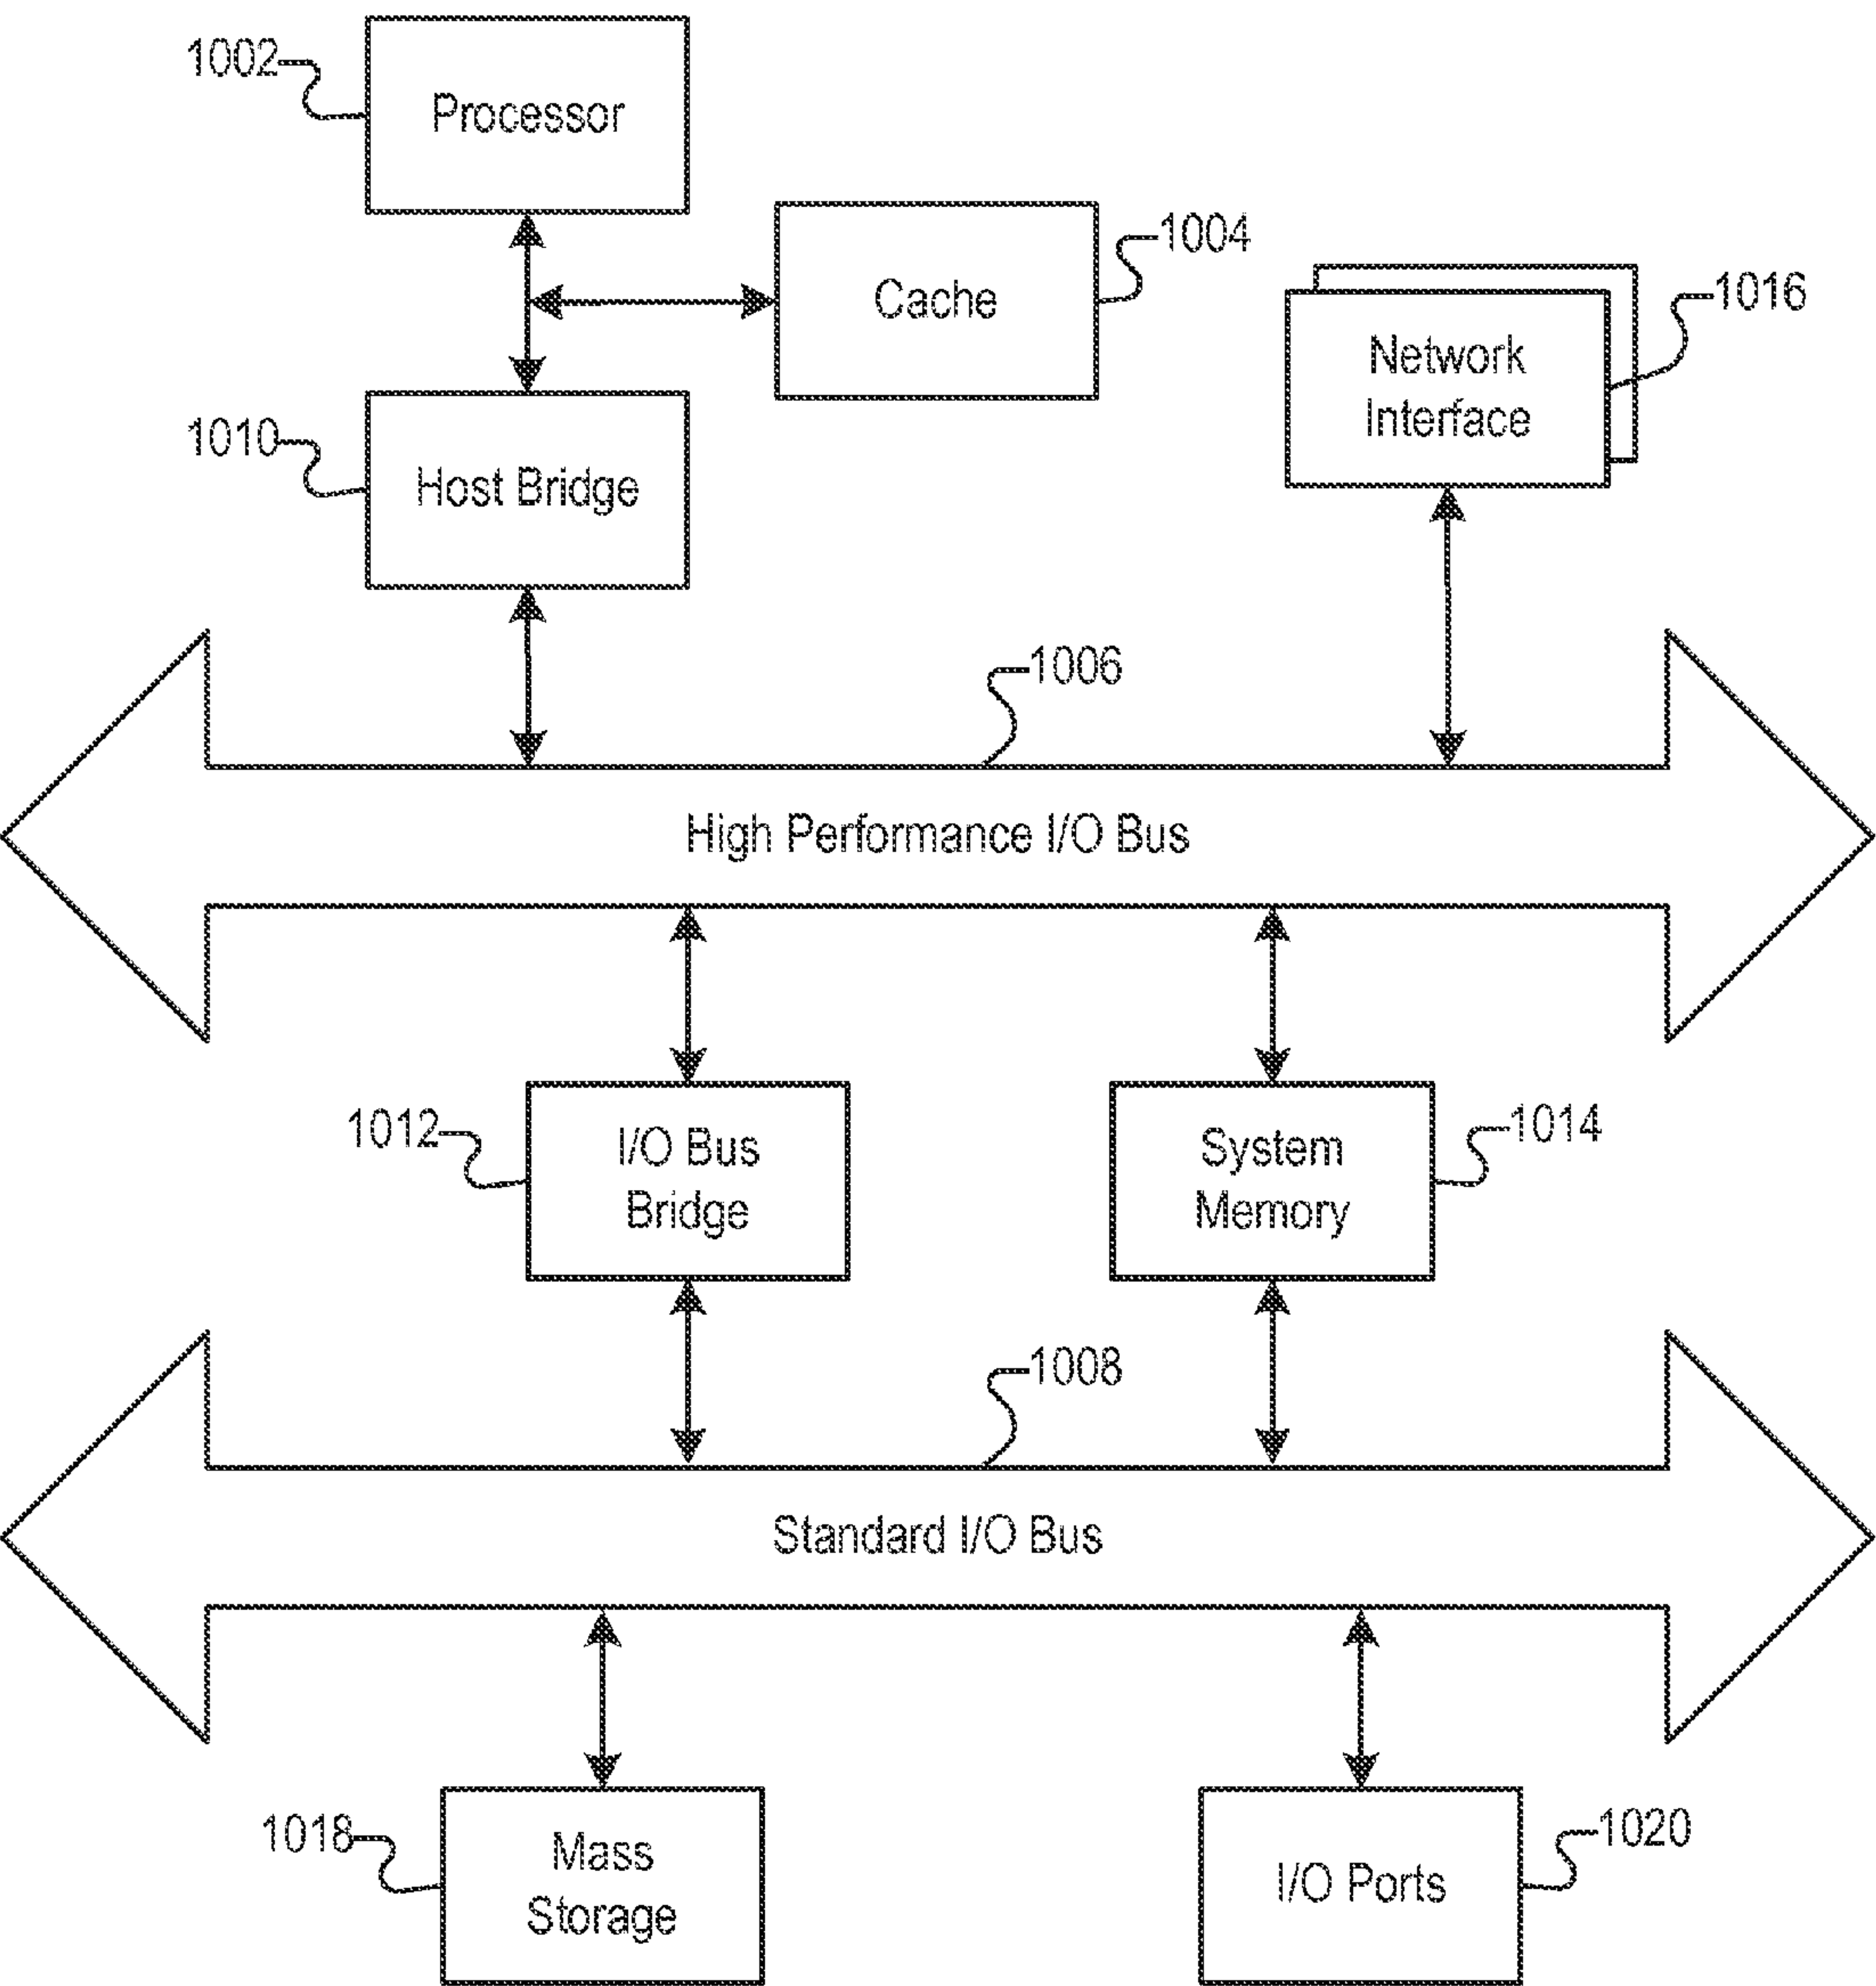 1002
Processor
1004
Cache
1016
Network
Interface
1010
Host Bridge
1006
High Performance I/O Bus
1012
I/O Bus
Bridge
System
Memory
1014
1008
Standard I/O Bus
1018
Mass
Storage
I/O Ports
1020